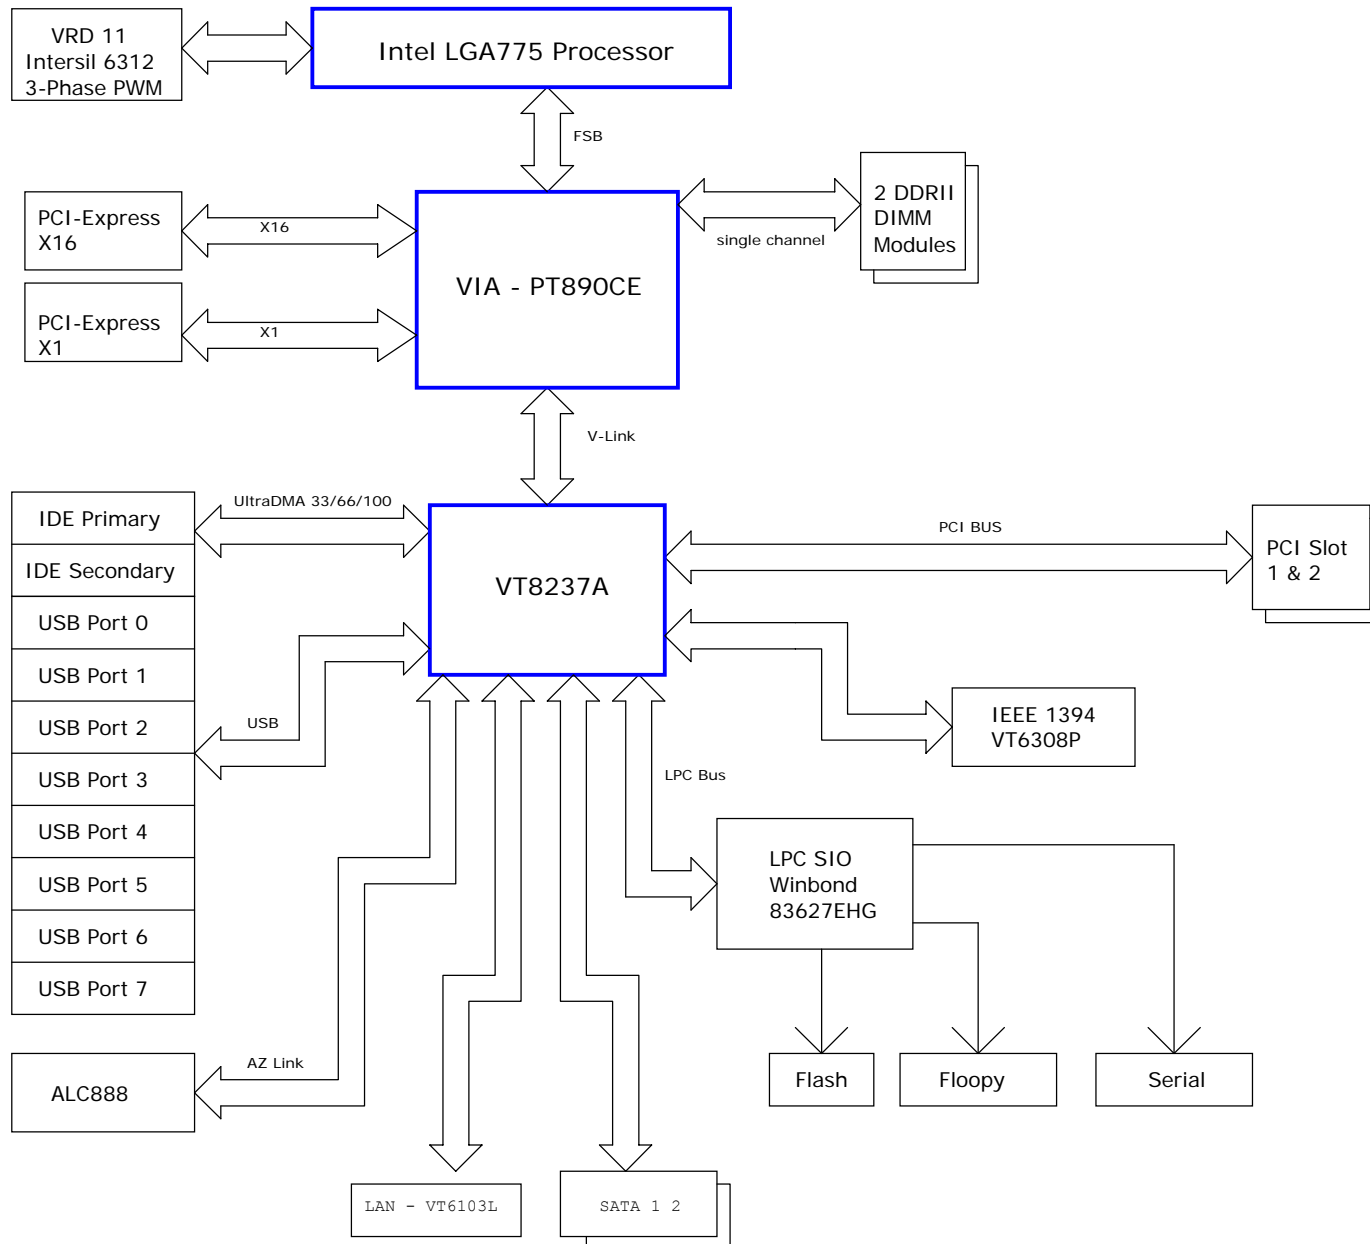 VRD 11
Intersil 6312
3-Phase PWM
Intel LGA775 Processor
FSB
PCI-Express
X16
X16
2 DDRII
DIMM
Modules
single channel
VIA - PT890CE
PCI-Express
X1
X1
V-Link
IDE Primary
UltraDMA 33/66/100
IDE Secondary
USB Port 0
USB Port 1
USB Port 2
USB Port 3
USB Port 4
USB Port 5
USB Port 6
USB Port 7
USB
VT8237A
PCI BUS
PCI Slot
1 & 2
IEEE 1394
VT6308P
LPC Bus
LPC SIO
Winbond
83627EHG
Flash
Floopy
Serial
ALC888
AZ Link
LAN - VT6103L
SATA 1 2